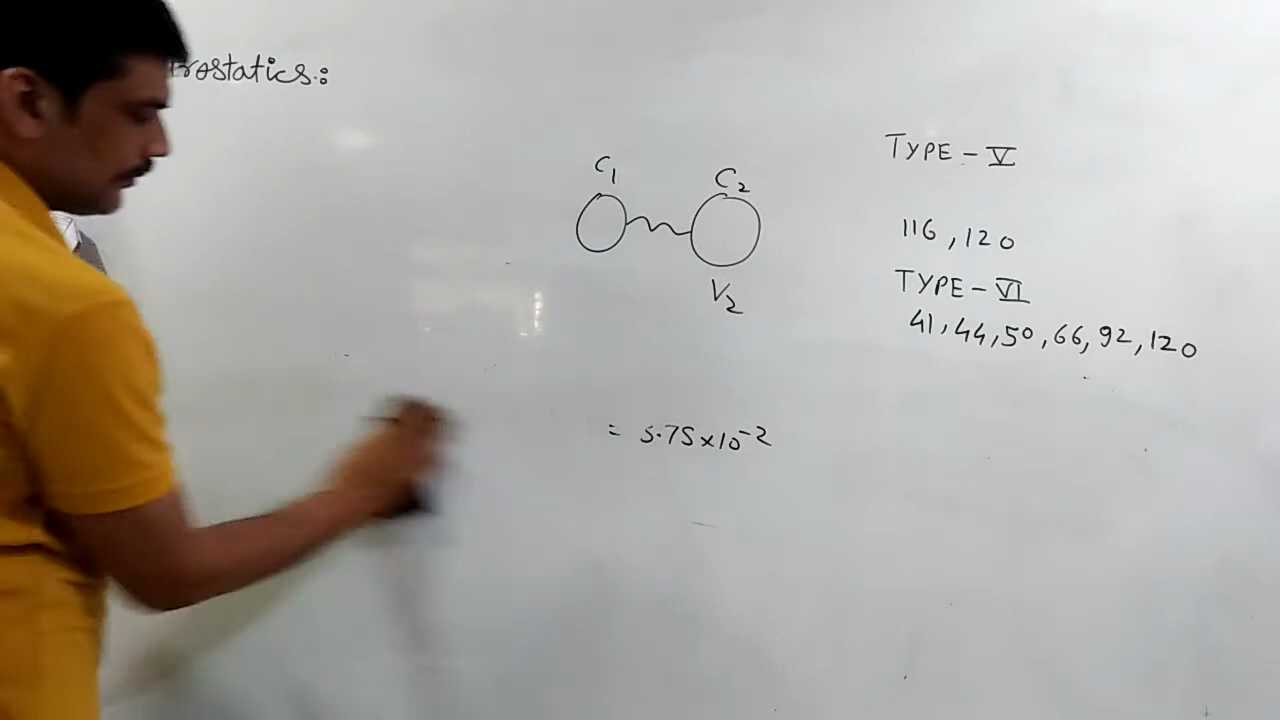 rostatics:
C1
C2
V2
TYPE - V
116, 120
TYPE - VI
41, 44, 50, 66, 92, 120
= 5.75 × 10^-2